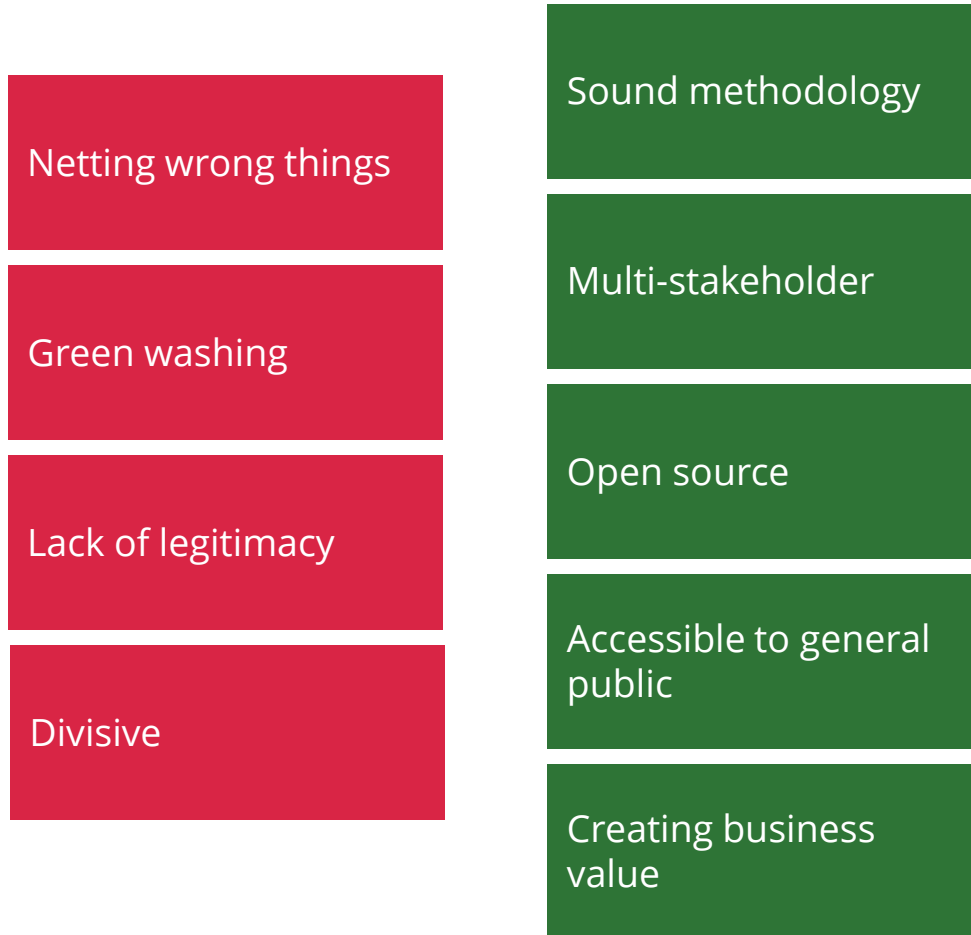 Netting wrong things
Green washing
Lack of legitimacy
Divisive
Sound methodology
Multi-stakeholder
Open source
Accessible to general
public
Creating business
value